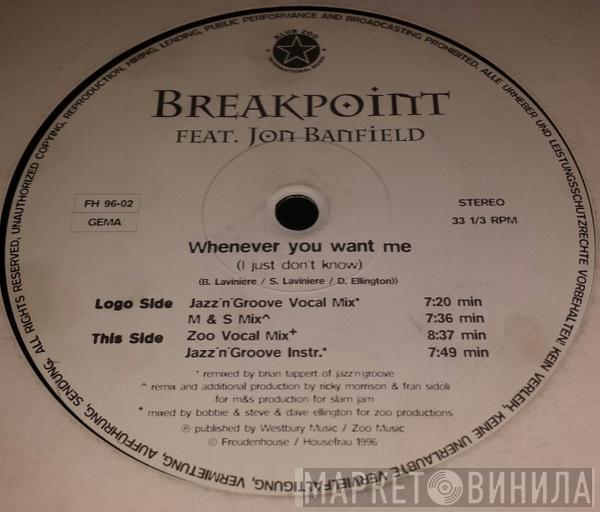 ALL RIGHTS RESERVED, UNAUTHORIZED COPYING, REPRODUCTION, HIRING, LENDING, PUBLIC PERFORMANCE AND BROADCASTING PROHIBITED. ALLE URHEBER UND LEISTUNGSSCHUTZRECHTE VORBEHALTEN! KEIN VERLEIH, KEINE UNERLAUBTE VERVIELFÄLTIGUNG, VERMIETUNG, AUFFÜHRUNG, SENDUNG,
KLUB ZOO
INTERNATIONAL
BREAKPOINT
FEAT. JON BANFIELD
FH 96-02
GEMA
STEREO
33 1/3 RPM
Whenever you want me
(I just don't know)
(B. Laviniere / S. Laviniere / D. Ellington))
Logo Side Jazz'n'Groove Vocal Mix* 7:20 min
M & S Mix^ 7:36 min
This Side Zoo Vocal Mix+ 8:37 min
Jazz'n'Groove Instr.* 7:49 min
* remixed by brian tappert of jazz'n'groove
^ remix and additional production by ricky morrison & fran sidoli
for m&s production for slam jam
+ mixed by bobbie & steve & dave ellington for zoo productions
℗ published by Westbury Music / Zoo Music
© Freudenhouse / Housefrau 1996
МАРКЕТ ВИНИЛА